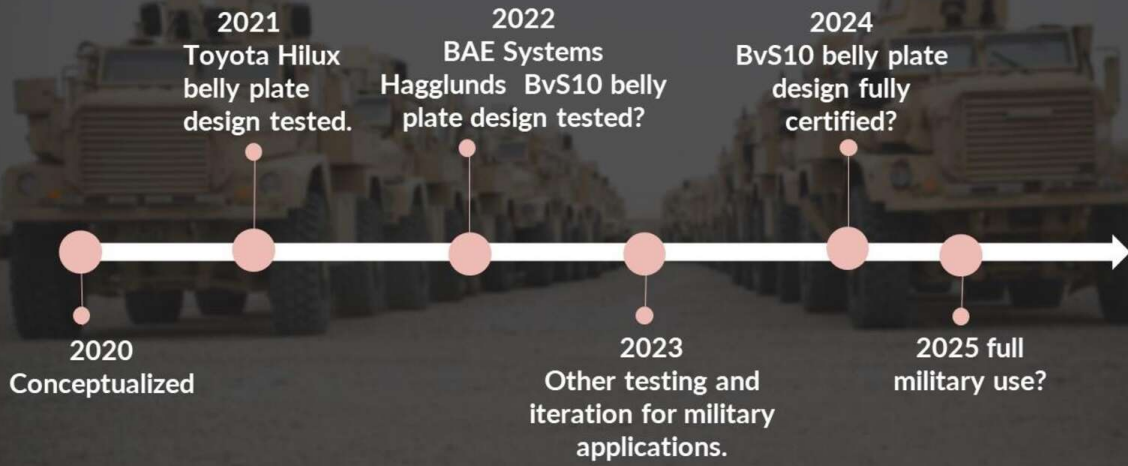 2021
Toyota Hilux
belly plate
design tested.
2022
BAE Systems
Hagglunds BvS10 belly
plate design tested?
2024
BvS10 belly plate
design fully
certified?
2020
Conceptualized
2023
Other testing and
iteration for military
applications.
2025 full
military use?